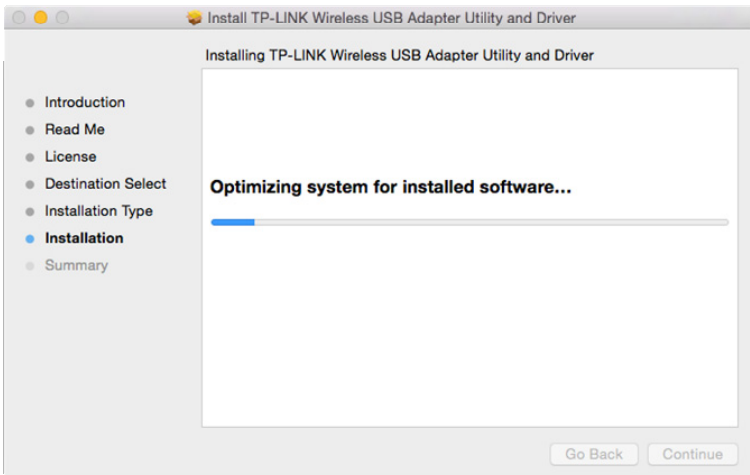 Install TP-LINK Wireless USB Adapter Utility and Driver
Installing TP-LINK Wireless USB Adapter Utility and Driver
Introduction
Read Me
License
Destination Select
Installation Type
Installation
Summary
Optimizing system for installed software...
Go Back
Continue